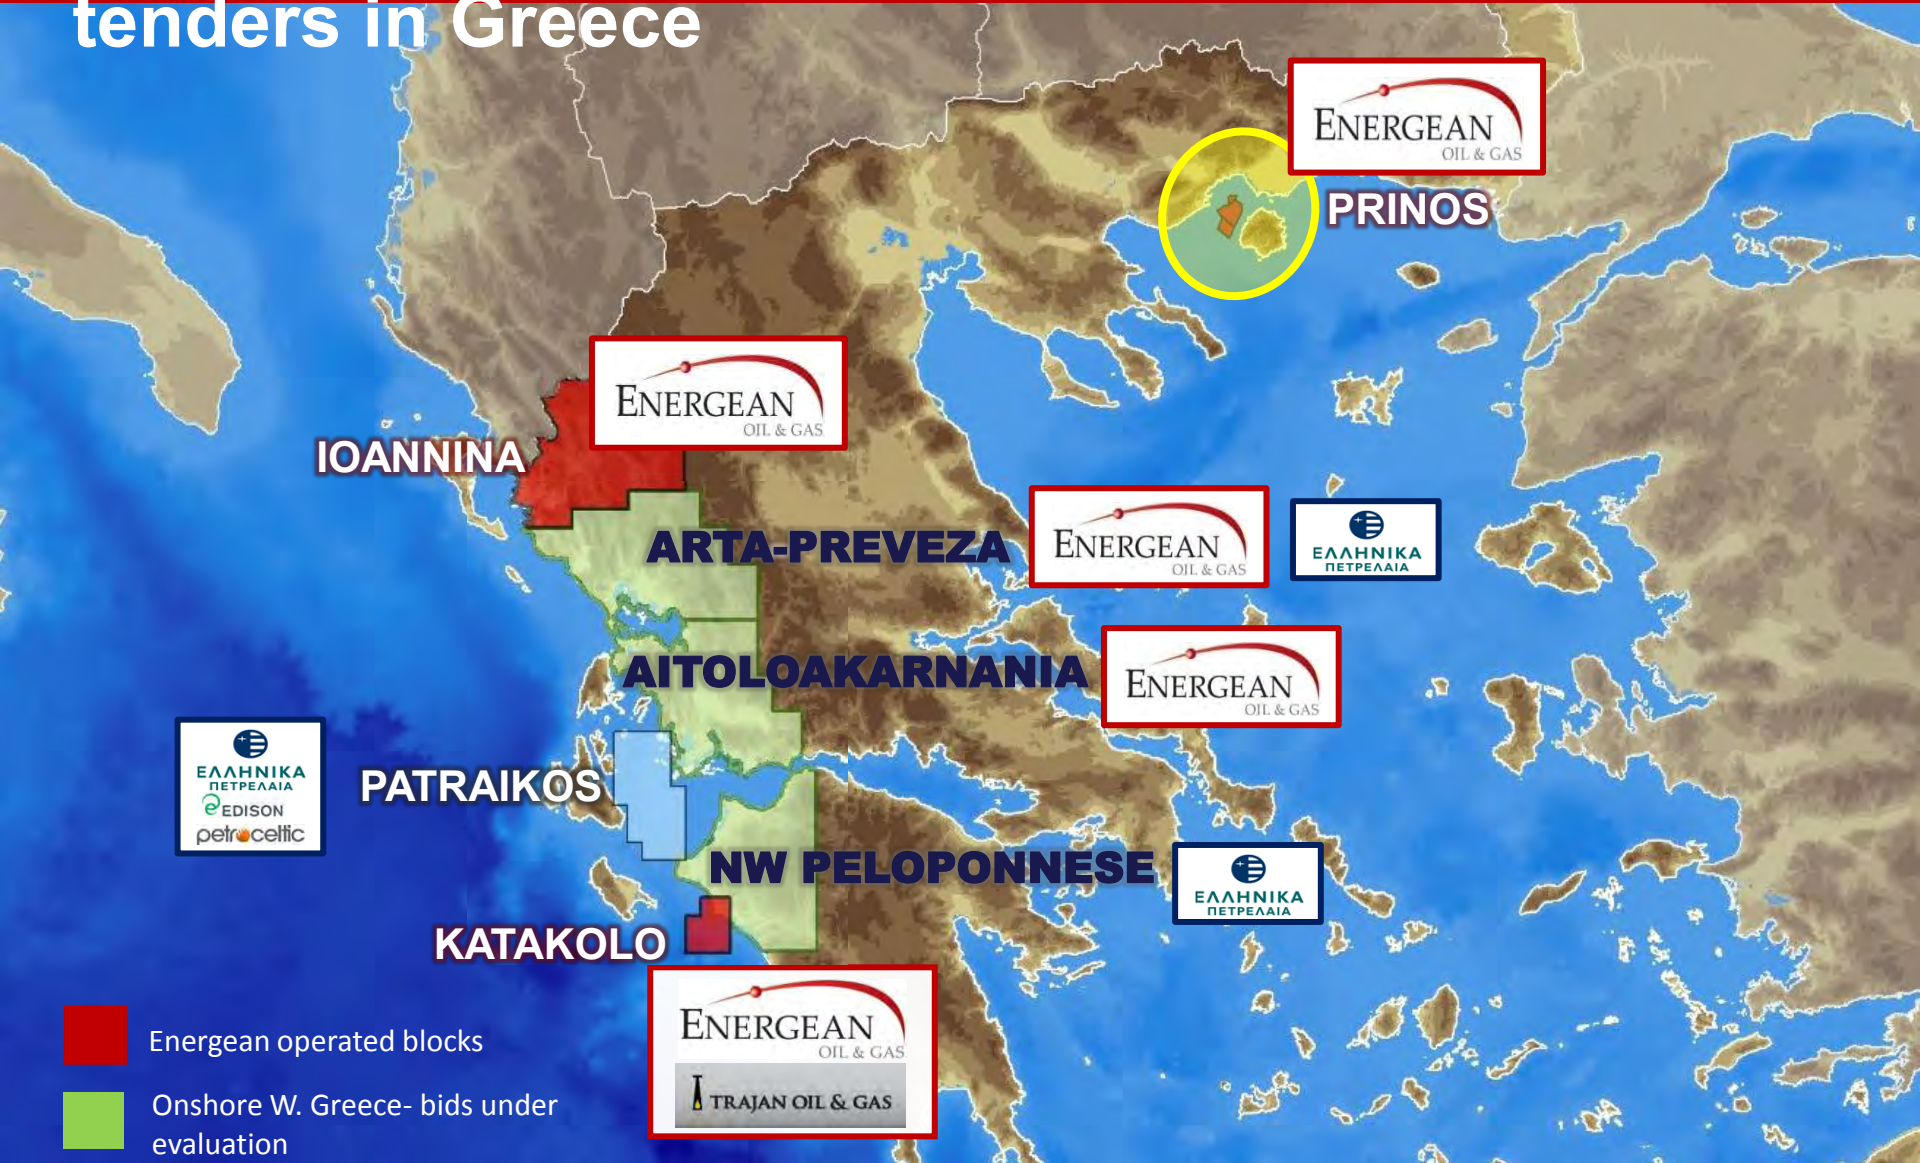 tenders in Greece
ENERGEAN
OIL & GAS
PRINOS
ENERGEAN
OIL & GAS
IOANNINA
ARTA-PREVEZA
ENERGEAN
OIL & GAS
ΕΛΛΗΝΙΚΑ
ΠΕΤΡΕΛΑΙΑ
AITOLOAKARNANIA
ENERGEAN
OIL & GAS
ΕΛΛΗΝΙΚΑ
ΠΕΤΡΕΛΑΙΑ
EDISON
petroceltic
PATRAIKOS
NW PELOPONNESE
ΕΛΛΗΝΙΚΑ
ΠΕΤΡΕΛΑΙΑ
KATAKOLO
ENERGEAN
OIL & GAS
TRAJAN OIL & GAS
Energean operated blocks
Onshore W. Greece- bids under
evaluation